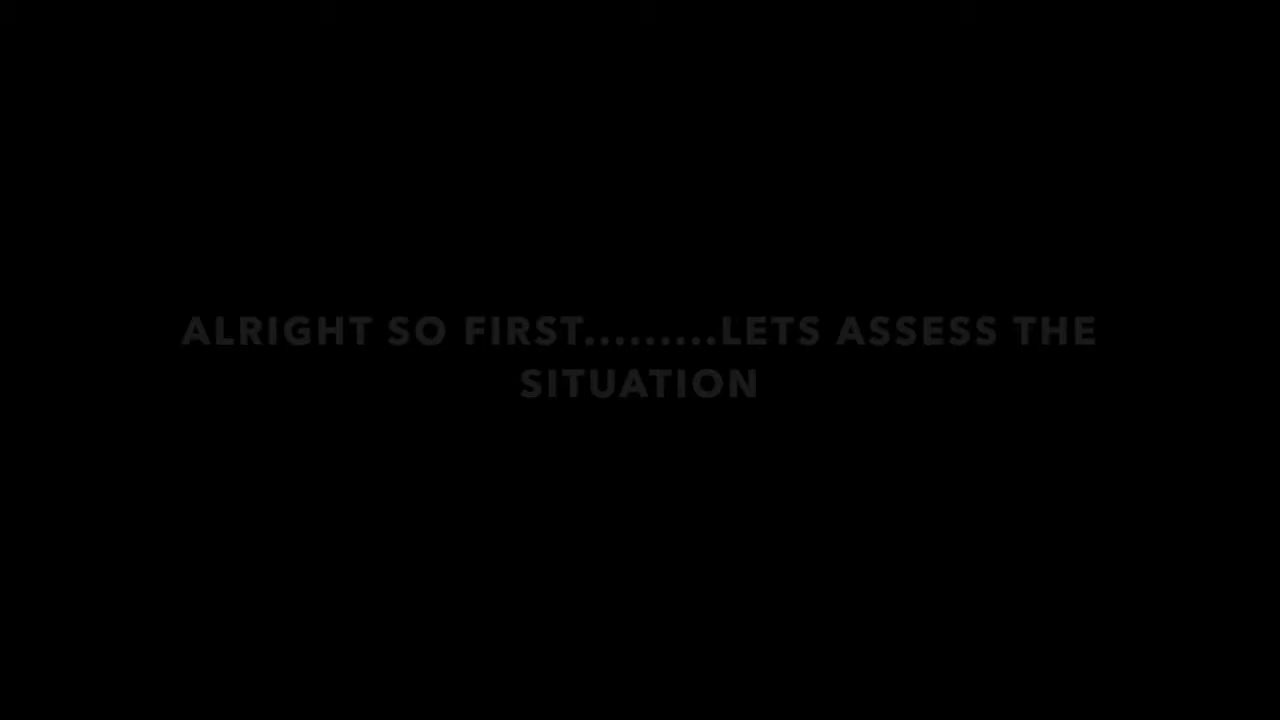 ALRIGHT SO FIRST.........LETS ASSESS THE
SITUATION